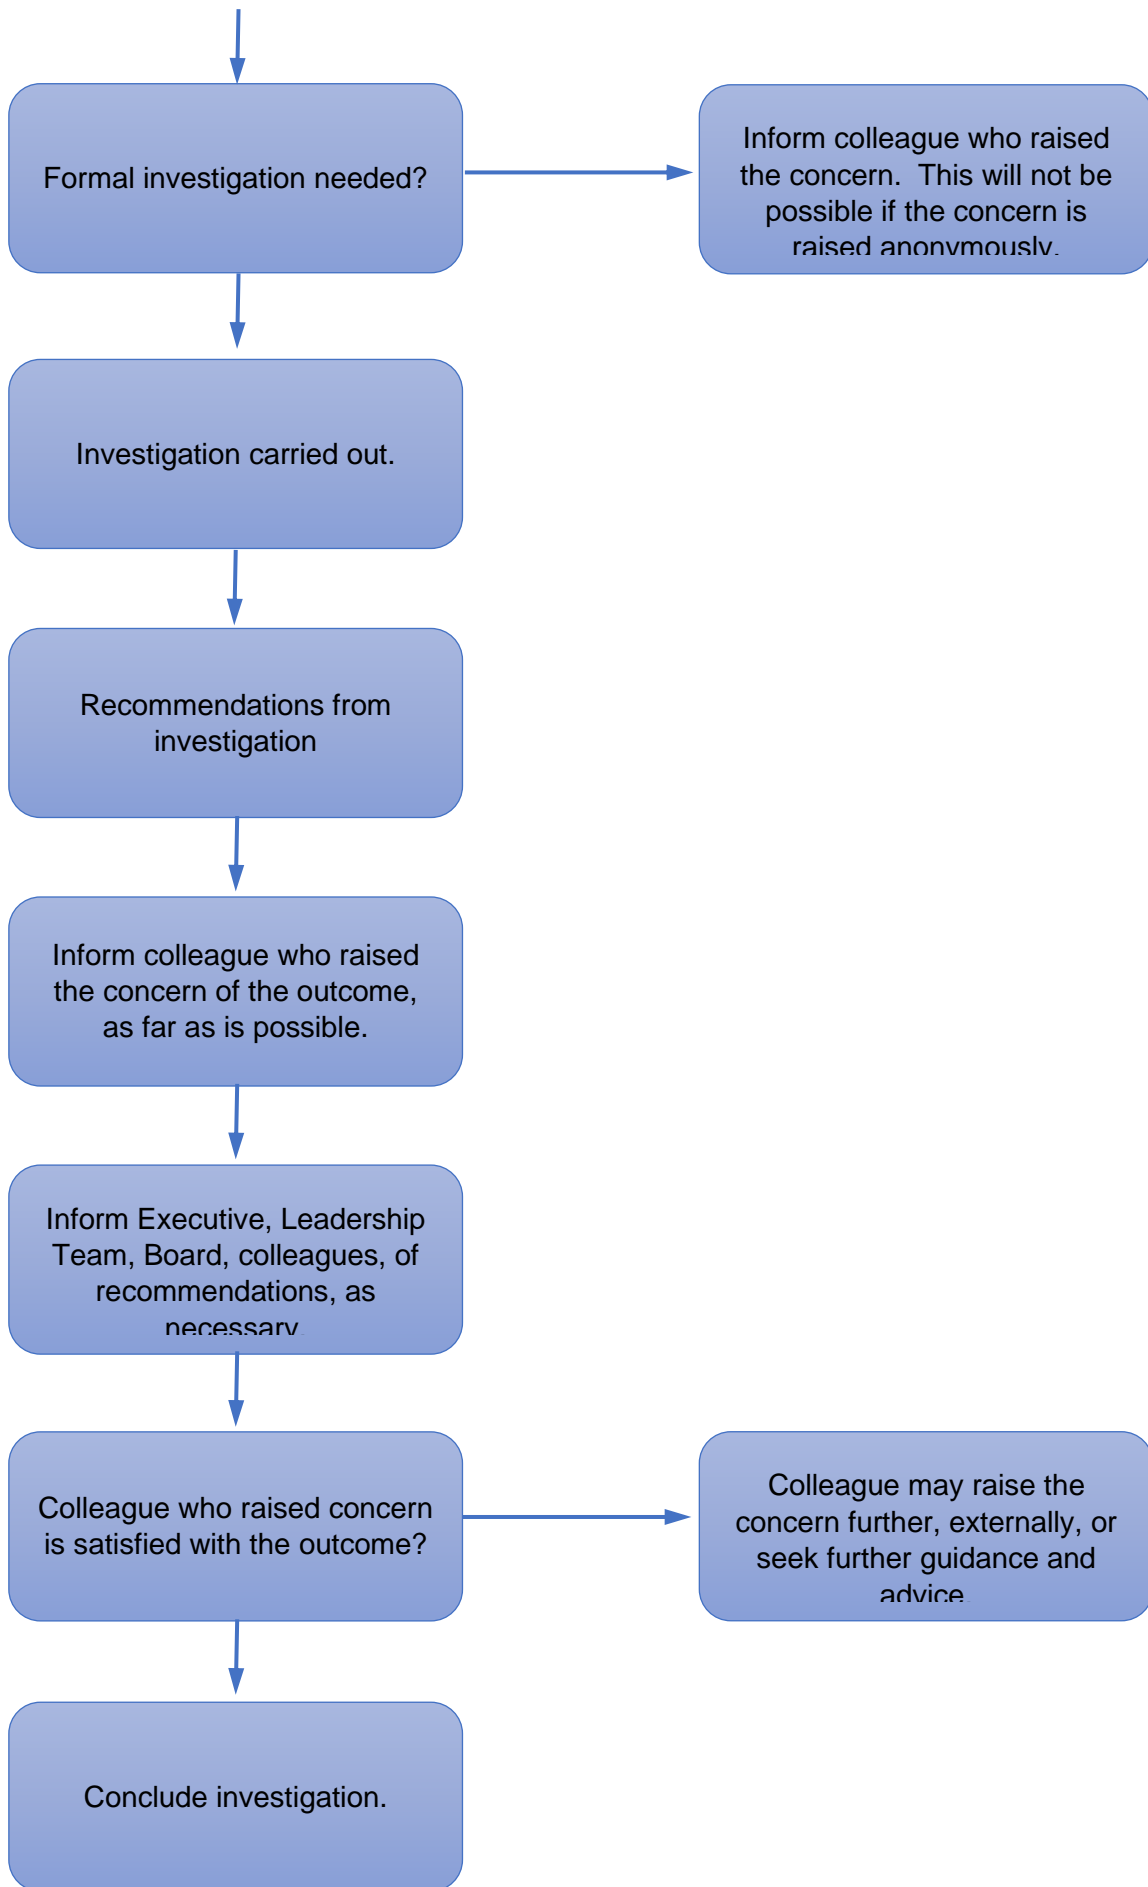 Formal investigation needed?
Inform colleague who raised
the concern.  This will not be
possible if the concern is
raised anonymously.
Investigation carried out.
Recommendations from
investigation
Inform colleague who raised
the concern of the outcome,
as far as is possible.
Inform Executive, Leadership
Team, Board, colleagues, of
recommendations, as
necessary.
Colleague who raised concern
is satisfied with the outcome?
Colleague may raise the
concern further, externally, or
seek further guidance and
advice.
Conclude investigation.